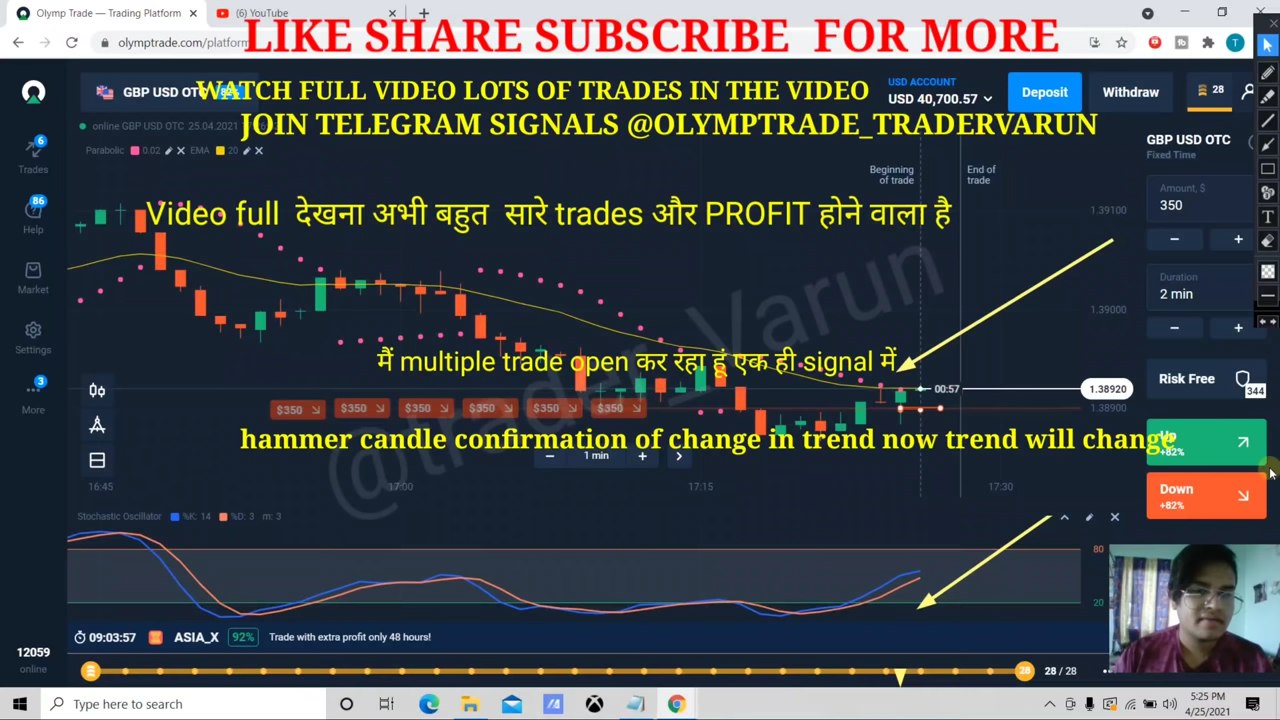 Olymp Trade — Trading Platform
(6) YouTube
LIKE SHARE SUBSCRIBE FOR MORE
olymptrade.com/platform
WATCH FULL VIDEO LOTS OF TRADES IN THE VIDEO
GBP USD OTC
USD ACCOUNT
USD 40,700.57
Deposit
Withdraw
28
JOIN TELEGRAM SIGNALS @OLYMPTRADE_TRADERVARUN
online GBP USD OTC 25.04.2021
Parabolic 0.02 EMA 20
GBP USD OTC
Fixed Time
Beginning of trade
End of trade
6
Trades
86
Help
Market
Settings
3
More
Video full देखना अभी बहुत सारे trades और PROFIT होने वाला है
1.39100
1.39000
Amount, $
350
Duration
2 min
@tradar_Varun
मैं multiple trade open कर रहा हूं एक ही signal में
00:57
1.38920
1.38900
Risk Free
344
$350 $350 $350 $350 $350 $350
hammer candle confirmation of change in trend now trend will change
Up
+82%
1 min
16:45 17:00 17:15 17:30
Down
+82%
Stochastic Oscillator %K: 14 %D: 3 m: 3
80
20
09:03:57 ASIA_X 92% Trade with extra profit only 48 hours!
12059
online
28
28 / 28
Type here to search
5:25 PM
4/25/2021